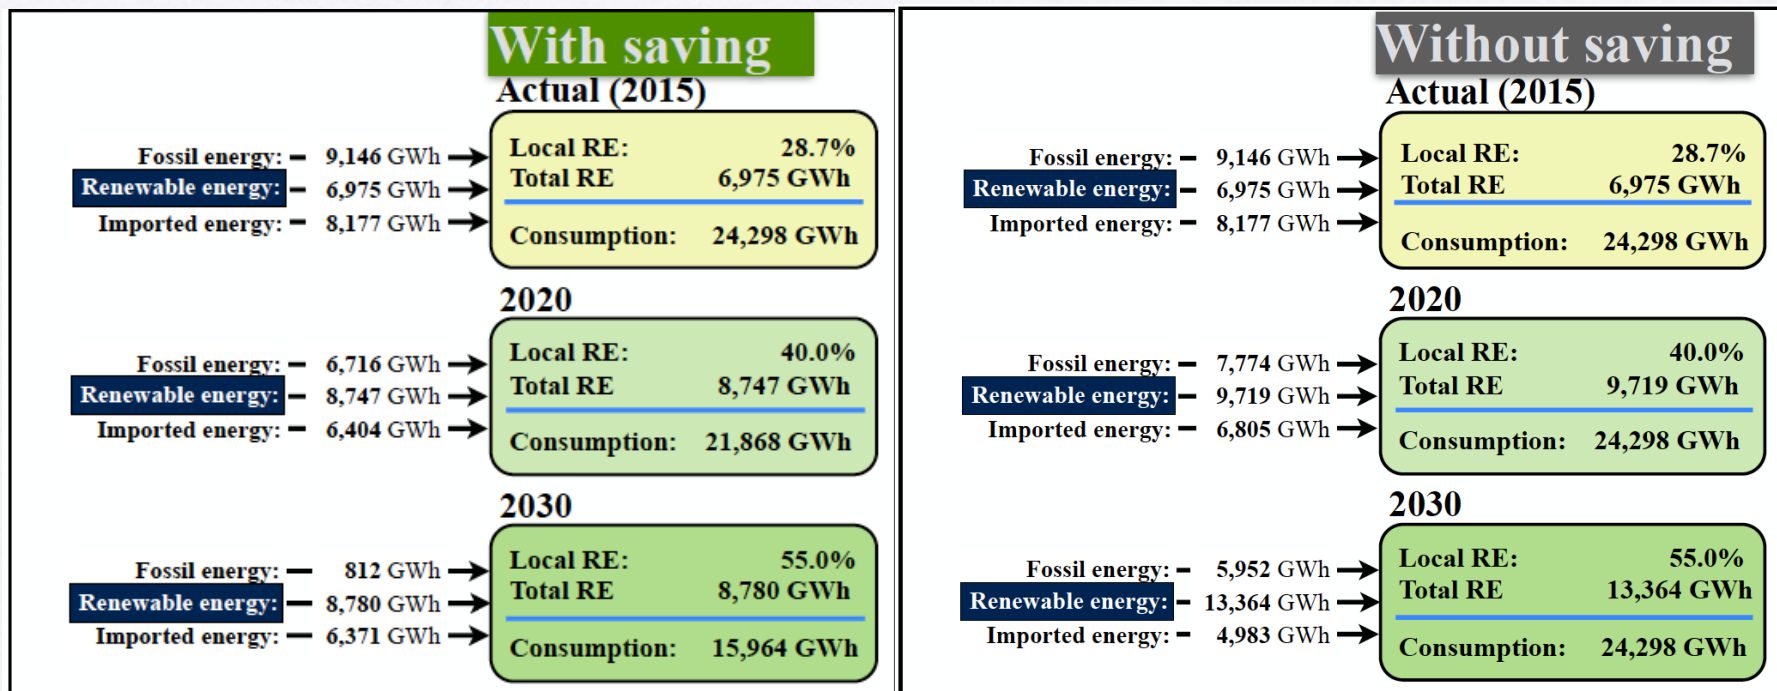 With saving
Actual (2015)
Fossil energy: – 9,146 GWh
Renewable energy: – 6,975 GWh
Imported energy: – 8,177 GWh
Local RE: 28.7%
Total RE 6,975 GWh
Consumption: 24,298 GWh
2020
Fossil energy: – 6,716 GWh
Renewable energy: – 8,747 GWh
Imported energy: – 6,404 GWh
Local RE: 40.0%
Total RE 8,747 GWh
Consumption: 21,868 GWh
2030
Fossil energy: – 812 GWh
Renewable energy: – 8,780 GWh
Imported energy: – 6,371 GWh
Local RE: 55.0%
Total RE 8,780 GWh
Consumption: 15,964 GWh
Without saving
Actual (2015)
Fossil energy: – 9,146 GWh
Renewable energy: – 6,975 GWh
Imported energy: – 8,177 GWh
Local RE: 28.7%
Total RE 6,975 GWh
Consumption: 24,298 GWh
2020
Fossil energy: – 7,774 GWh
Renewable energy: – 9,719 GWh
Imported energy: – 6,805 GWh
Local RE: 40.0%
Total RE 9,719 GWh
Consumption: 24,298 GWh
2030
Fossil energy: – 5,952 GWh
Renewable energy: – 13,364 GWh
Imported energy: – 4,983 GWh
Local RE: 55.0%
Total RE 13,364 GWh
Consumption: 24,298 GWh